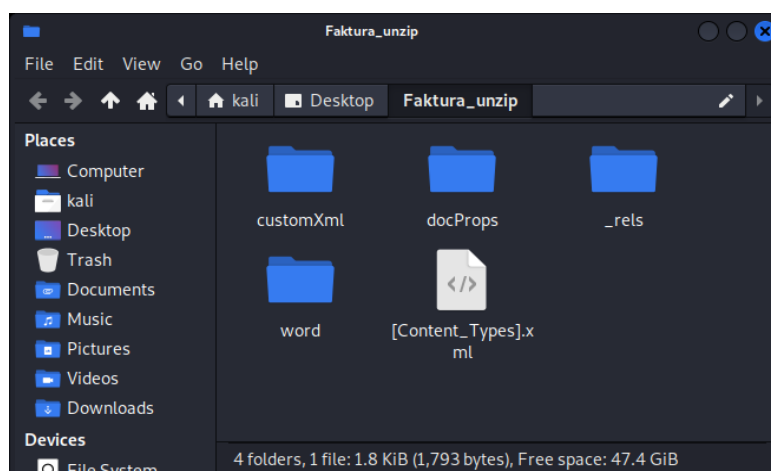 Faktura_unzip
File Edit View Go Help
kali Desktop Faktura_unzip
Places
Computer
kali
Desktop
Trash
Documents
Music
Pictures
Videos
Downloads
Devices
File System
customXml docProps _rels
word [Content_Types].x
ml
4 folders, 1 file: 1.8 KiB (1,793 bytes), Free space: 47.4 GiB